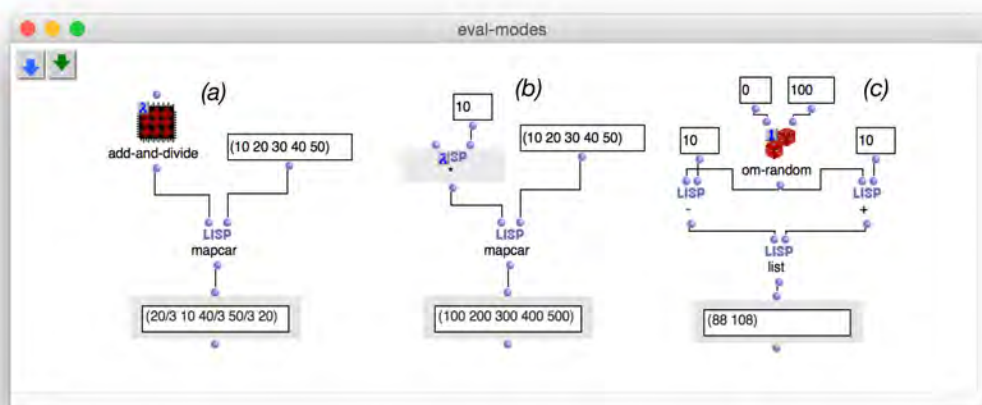 eval-modes
(a)
λ
add-and-divide
(10 20 30 40 50)
LISP
mapcar
(20/3 10 40/3 50/3 20)
(b)
10
λ LISP
*
(10 20 30 40 50)
LISP
mapcar
(100 200 300 400 500)
(c)
0
100
1
om-random
10
10
LISP
-
LISP
+
LISP
list
(88 108)